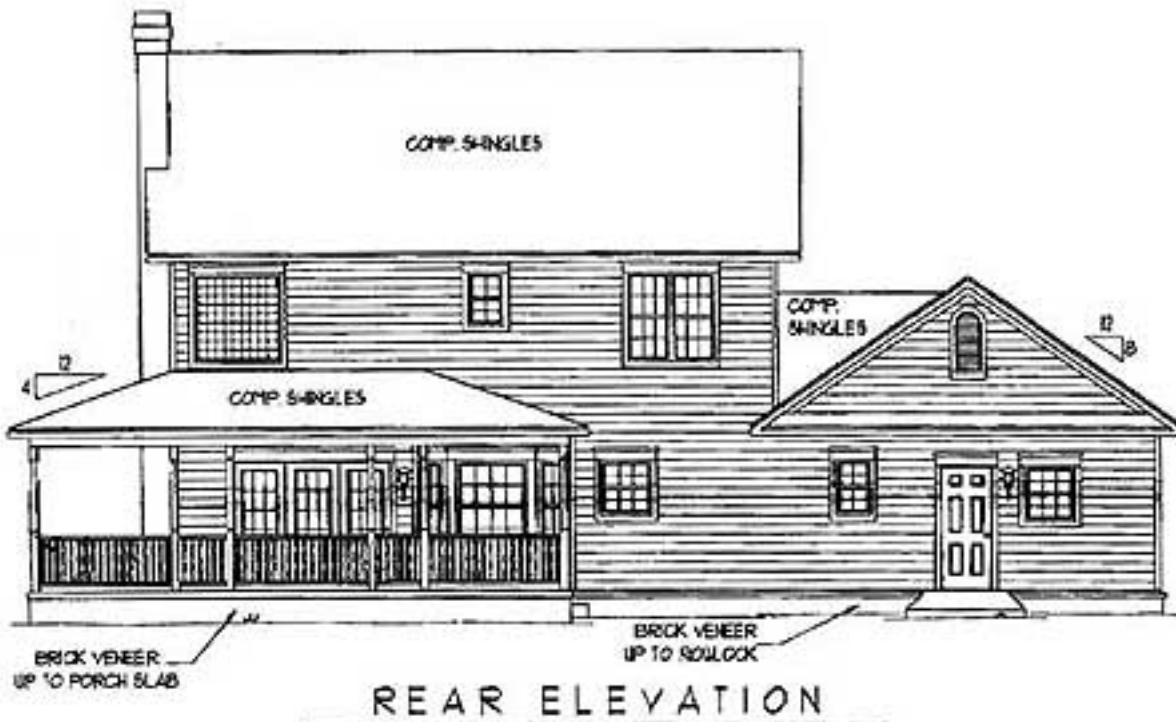 COMP. SHINGLES
COMP.
SHINGLES
12
4
12
8
COMP. SHINGLES
BRICK VENEER
UP TO PORCH SLAB
BRICK VENEER
UP TO ROWLOCK
REAR ELEVATION